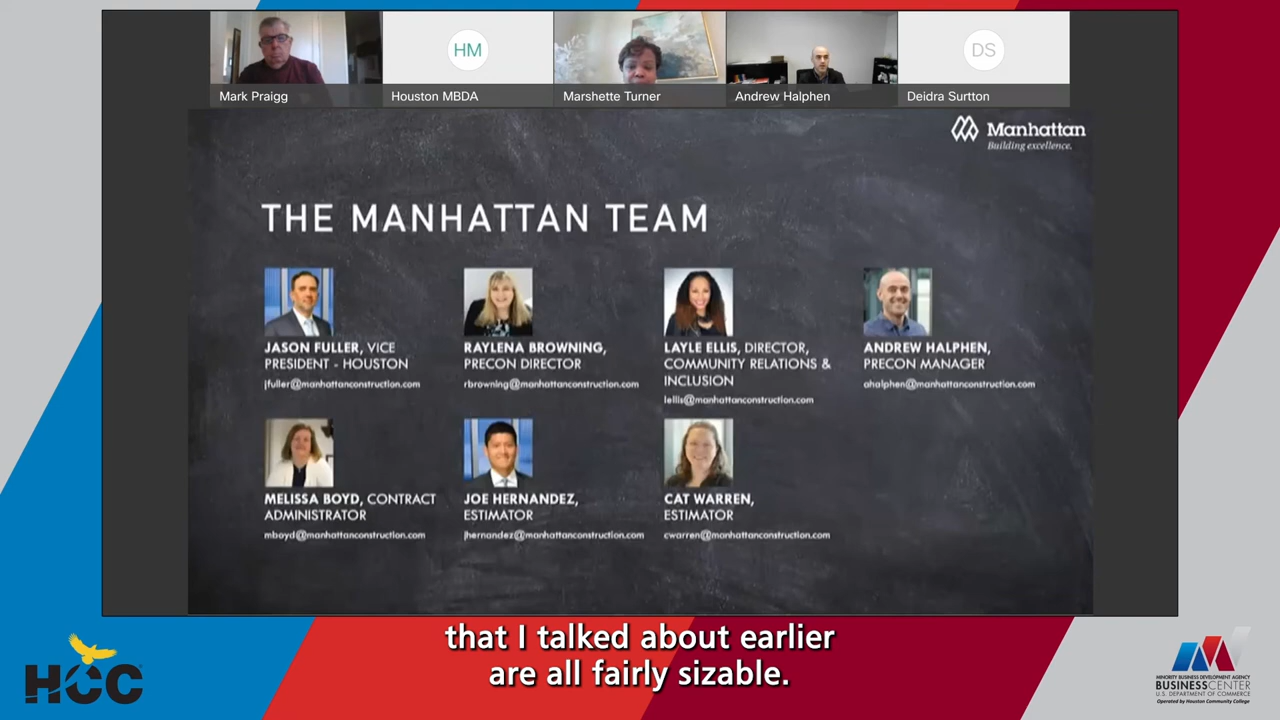 HM
DS
Mark Praigg
Houston MBDA
Marshette Turner
Andrew Halphen
Deidra Surtton
Manhattan
Building excellence.
THE MANHATTAN TEAM
JASON FULLER, VICE
PRESIDENT - HOUSTON
jfuller@manhattanconstruction.com
RAYLENA BROWNING,
PRECON DIRECTOR
rbrowning@manhattanconstruction.com
LAYLE ELLIS, DIRECTOR,
COMMUNITY RELATIONS &
INCLUSION
lellis@manhattanconstruction.com
ANDREW HALPHEN,
PRECON MANAGER
ahalphen@manhattanconstruction.com
MELISSA BOYD, CONTRACT
ADMINISTRATOR
mboyd@manhattanconstruction.com
JOE HERNANDEZ,
ESTIMATOR
jhernandez@manhattanconstruction.com
CAT WARREN,
ESTIMATOR
cwarren@manhattanconstruction.com
that I talked about earlier
are all fairly sizable.
HCC
MINORITY BUSINESS DEVELOPMENT AGENCY
BUSINESSCENTER
U.S. DEPARTMENT OF COMMERCE
Operated by Houston Community College